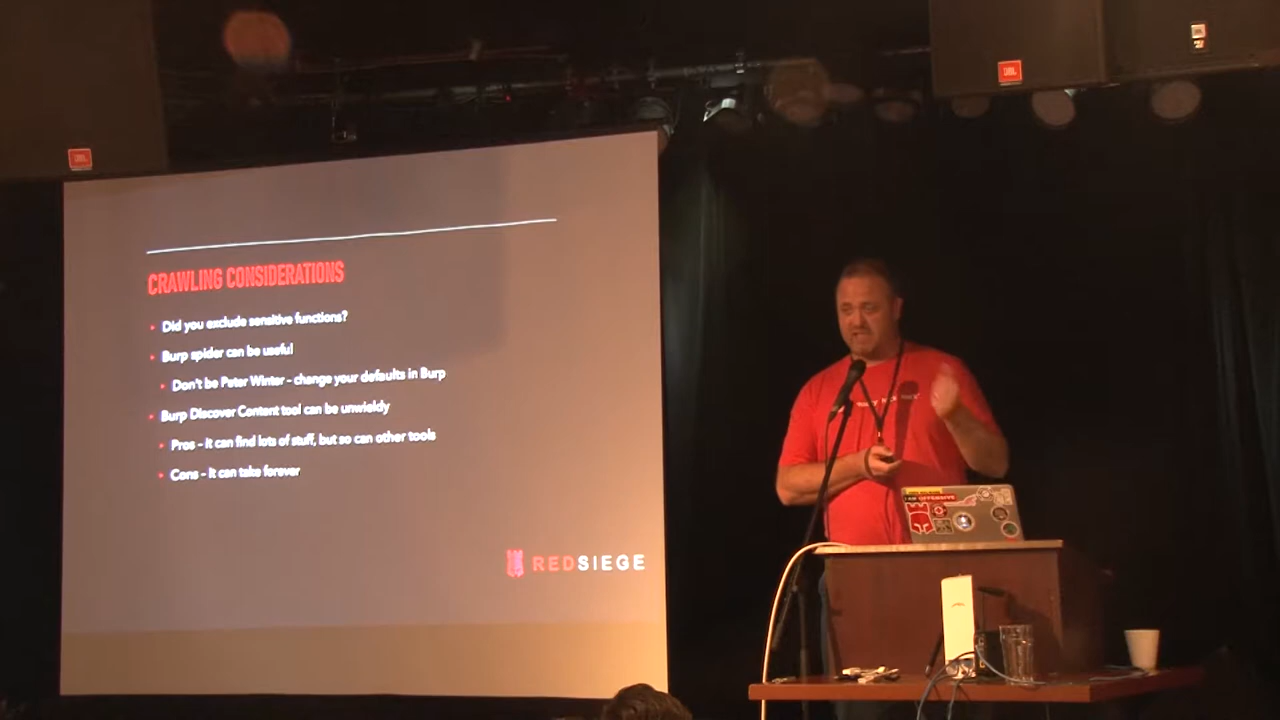 JBL
JBL
JBL
CRAWLING CONSIDERATIONS
Did you exclude sensitive functions?
Burp spider can be useful
Don't be Peter Winter - change your defaults in Burp
Burp Discover Content tool can be unwieldy
Pros - It can find lots of stuff, but so can other tools
Cons - It can take forever
REDSIEGE
I AM OFFENSIVE